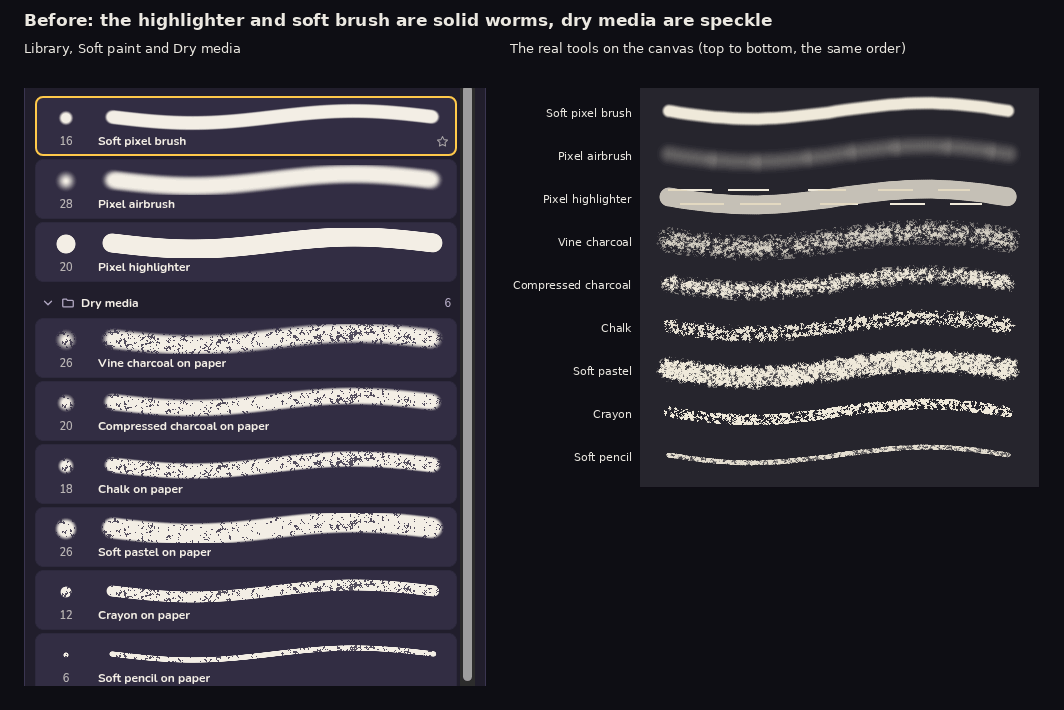 Before: the highlighter and soft brush are solid worms, dry media are speckle
Library, Soft paint and Dry media
16
Soft pixel brush
28
Pixel airbrush
20
Pixel highlighter
Dry media
6
26
Vine charcoal on paper
20
Compressed charcoal on paper
18
Chalk on paper
26
Soft pastel on paper
12
Crayon on paper
6
Soft pencil on paper
The real tools on the canvas (top to bottom, the same order)
Soft pixel brush
Pixel airbrush
Pixel highlighter
Vine charcoal
Compressed charcoal
Chalk
Soft pastel
Crayon
Soft pencil